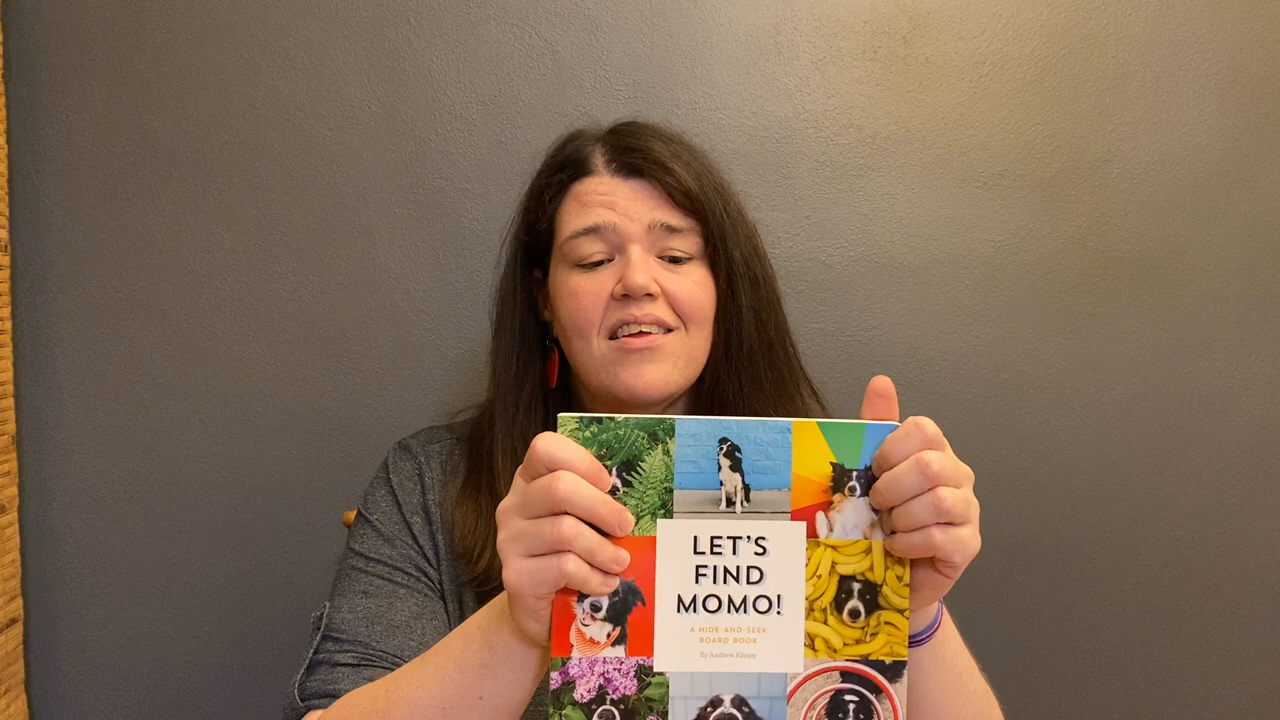 LET'S
FIND
MOMO!
A HIDE-AND-SEEK
BOARD BOOK
By Andrew Knapp